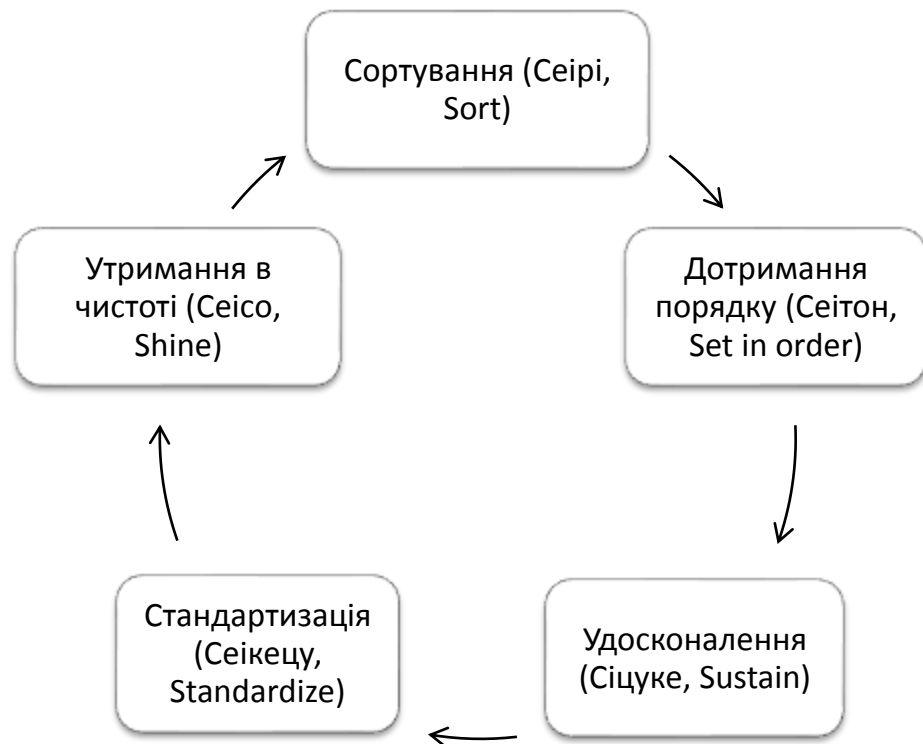 Сортування (Сеірі,
Sort)
Дотримання
порядку (Сеітон,
Set in order)
Удосконалення
(Сіцуке, Sustain)
Стандартизація
(Сеікецу,
Standardize)
Утримання в
чистоті (Сеісо,
Shine)